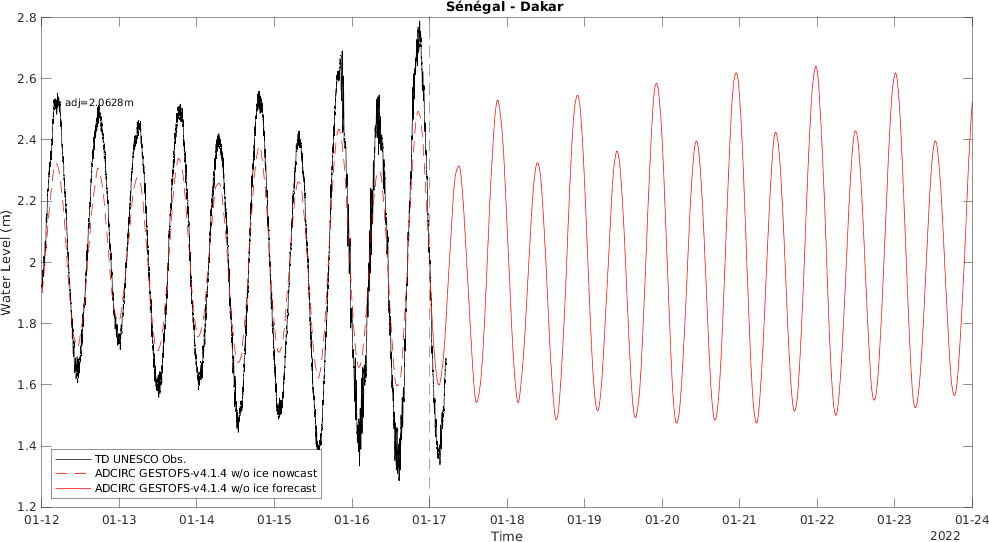 Sénégal - Dakar
2.8
2.6
2.4
2.2
2
1.8
1.6
1.4
1.2
Water Level (m)
adj=2.0628m
TD UNESCO Obs.
ADCIRC GESTOFS-v4.1.4 w/o ice nowcast
ADCIRC GESTOFS-v4.1.4 w/o ice forecast
01-12 01-13 01-14 01-15 01-16 01-17 01-18 01-19 01-20 01-21 01-22 01-23 01-24
Time
2022